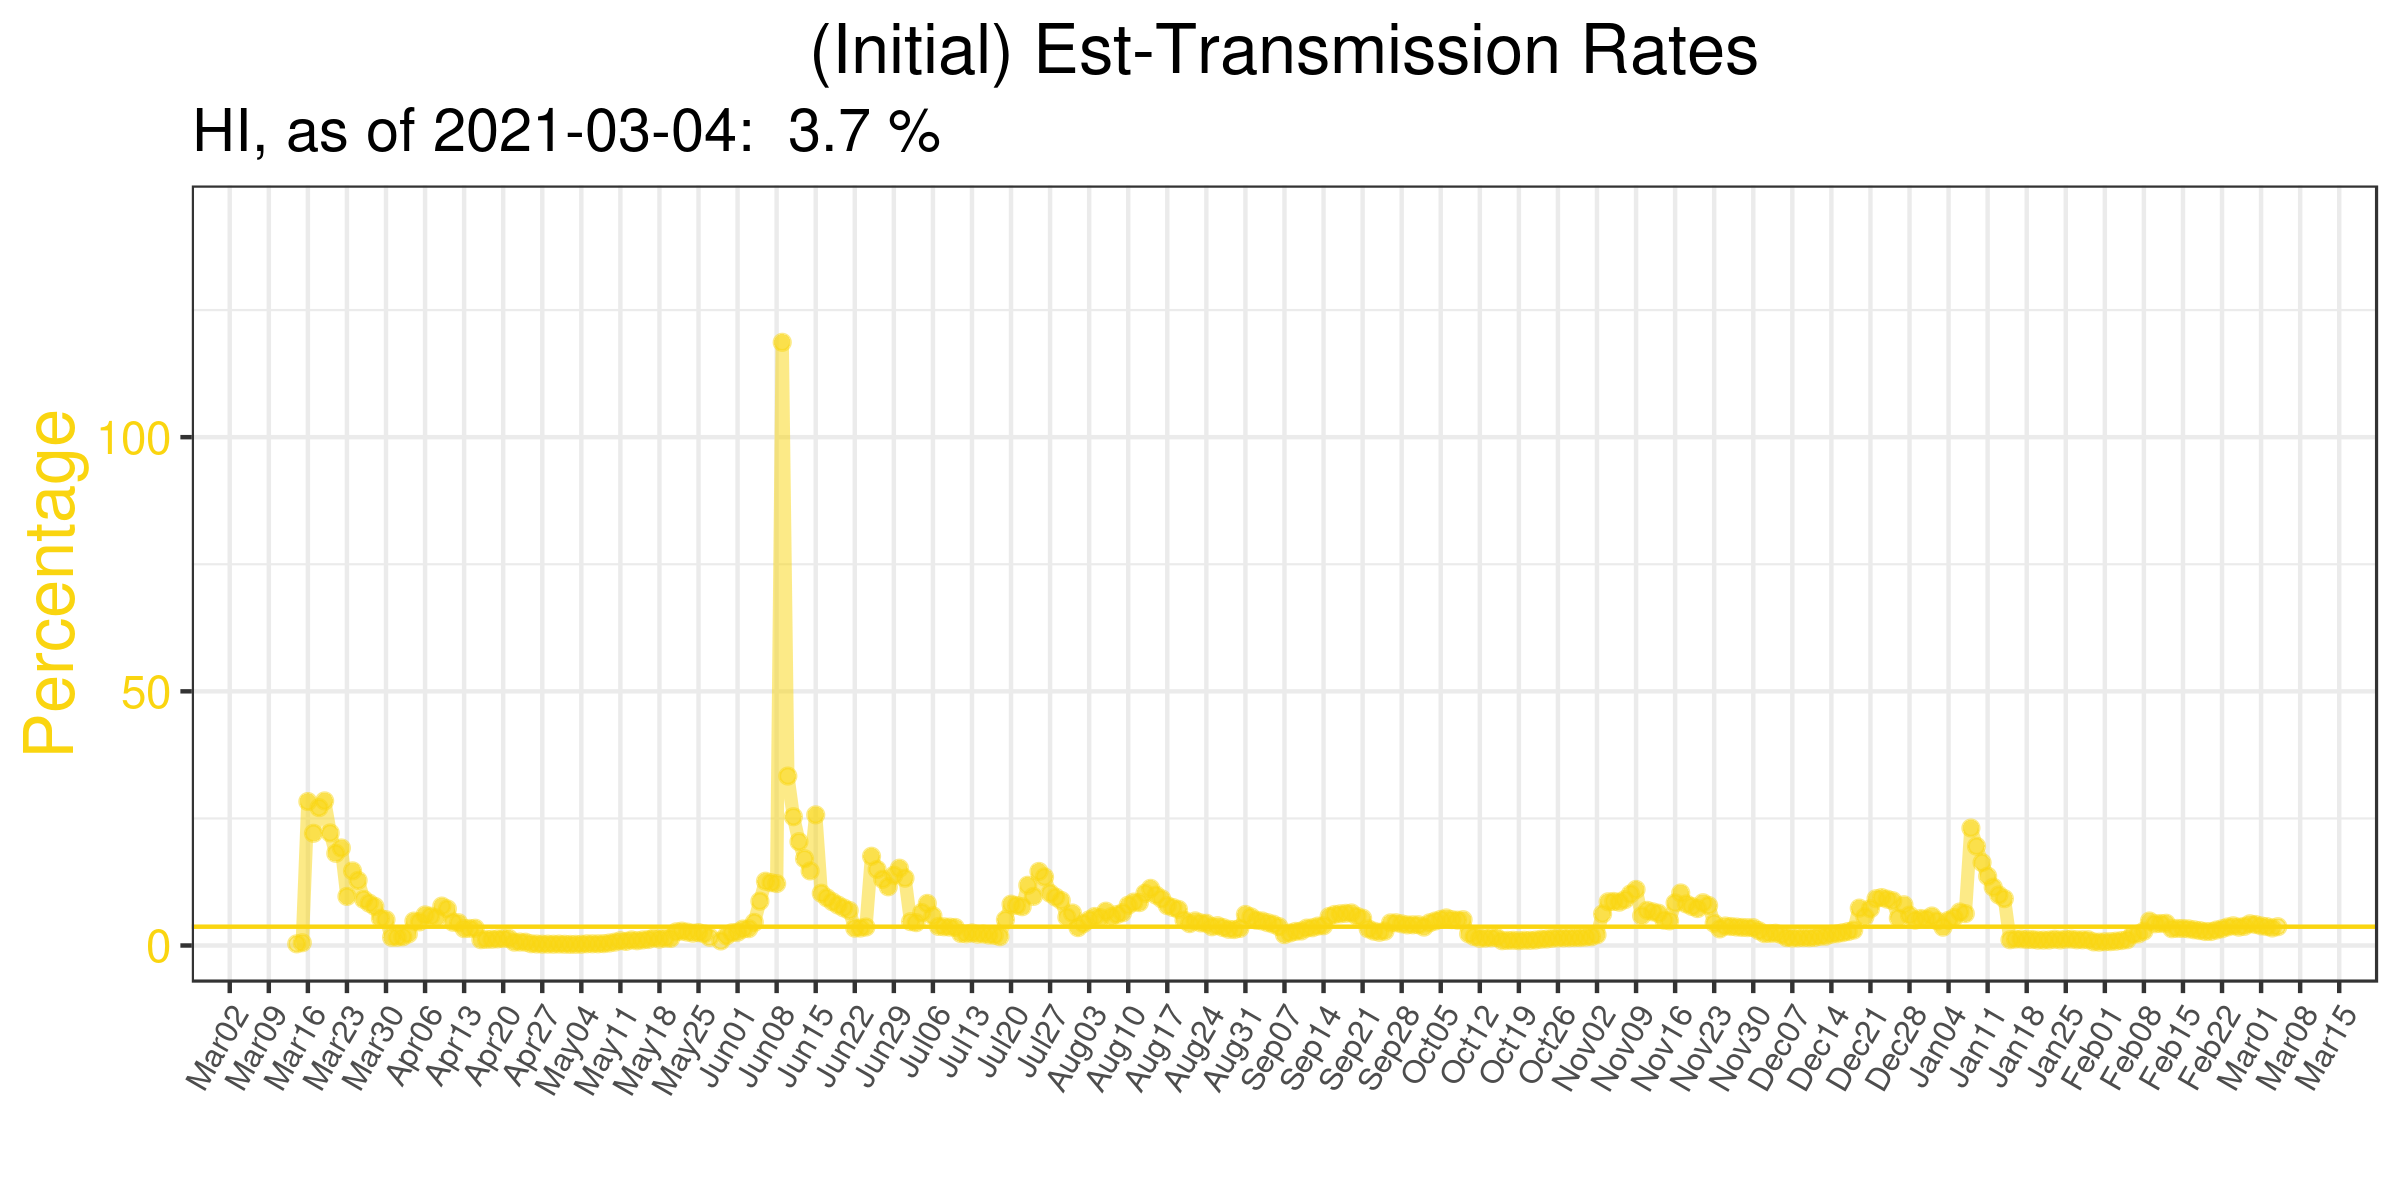 (Initial) Est-Transmission Rates
HI, as of 2021-03-04:  3.7 %
Percentage
100
50
0
Mar02
Mar09
Mar16
Mar23
Mar30
Apr06
Apr13
Apr20
Apr27
May04
May11
May18
May25
Jun01
Jun08
Jun15
Jun22
Jun29
Jul06
Jul13
Jul20
Jul27
Aug03
Aug10
Aug17
Aug24
Aug31
Sep07
Sep14
Sep21
Sep28
Oct05
Oct12
Oct19
Oct26
Nov02
Nov09
Nov16
Nov23
Nov30
Dec07
Dec14
Dec21
Dec28
Jan04
Jan11
Jan18
Jan25
Feb01
Feb08
Feb15
Feb22
Mar01
Mar08
Mar15